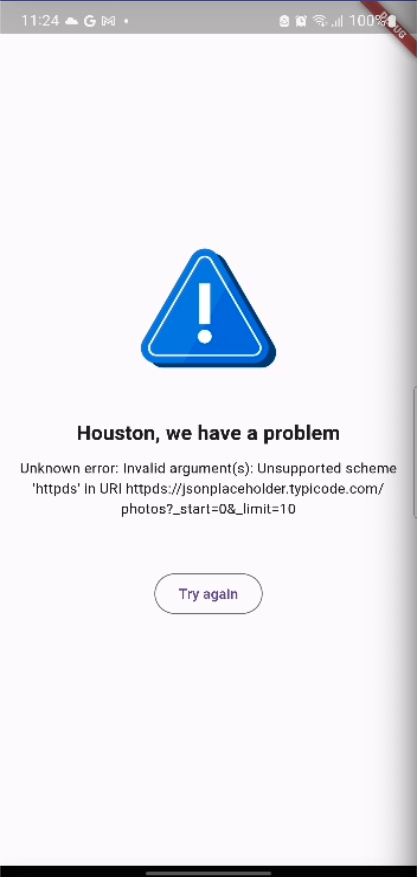 11:24
100%
DEBUG
Houston, we have a problem
Unknown error: Invalid argument(s): Unsupported scheme
'httpds' in URI httpds://jsonplaceholder.typicode.com/
photos?_start=0&_limit=10
Try again